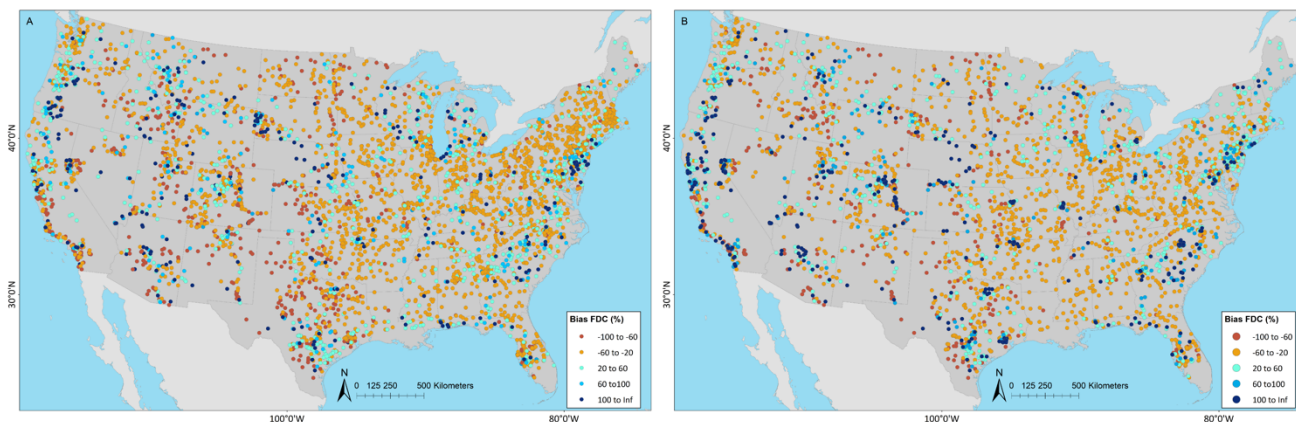 A
40°0'N
30°0'N
Bias FDC (%)
-100 to -60
-60 to -20
20 to 60
60 to100
100 to Inf
N
0 125 250 500 Kilometers
100°0'W
80°0'W
B
40°0'N
30°0'N
Bias FDC (%)
-100 to -60
-60 to -20
20 to 60
60 to100
100 to Inf
N
0 125 250 500 Kilometers
100°0'W
80°0'W